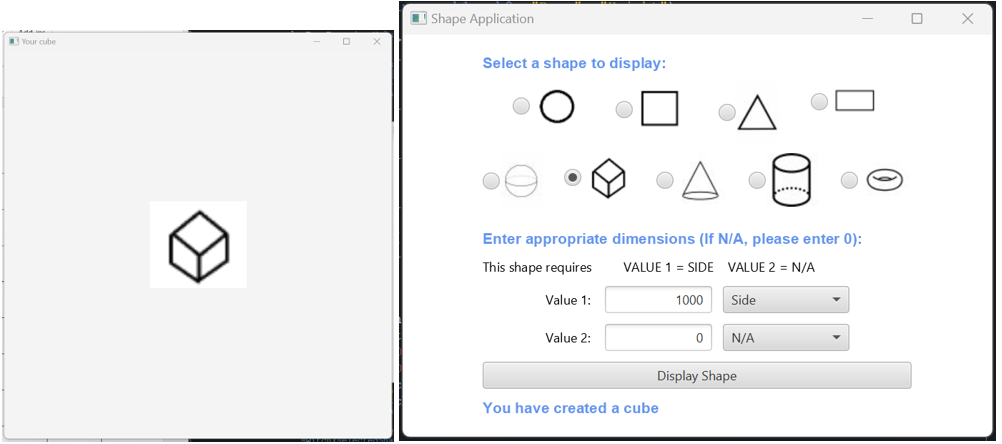 Your cube
Shape Application
Select a shape to display:
Enter appropriate dimensions (If N/A, please enter 0):
This shape requires VALUE 1 = SIDE VALUE 2 = N/A
Value 1: 1000 Side
Value 2: 0 N/A
Display Shape
You have created a cube